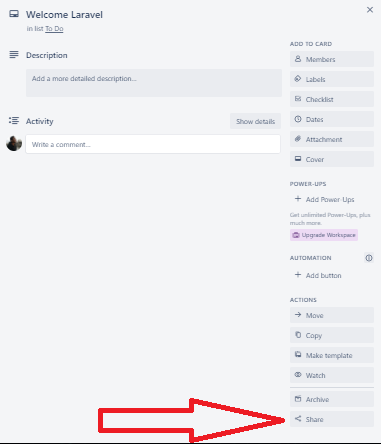 Welcome Laravel
in list To Do
Description
Add a more detailed description...
Activity
Show details
Write a comment...
ADD TO CARD
Members
Labels
Checklist
Dates
Attachment
Cover
POWER-UPS
+ Add Power-Ups
Get unlimited Power-Ups, plus
much more.
Upgrade Workspace
AUTOMATION
+ Add button
ACTIONS
Move
Copy
Make template
Watch
Archive
Share